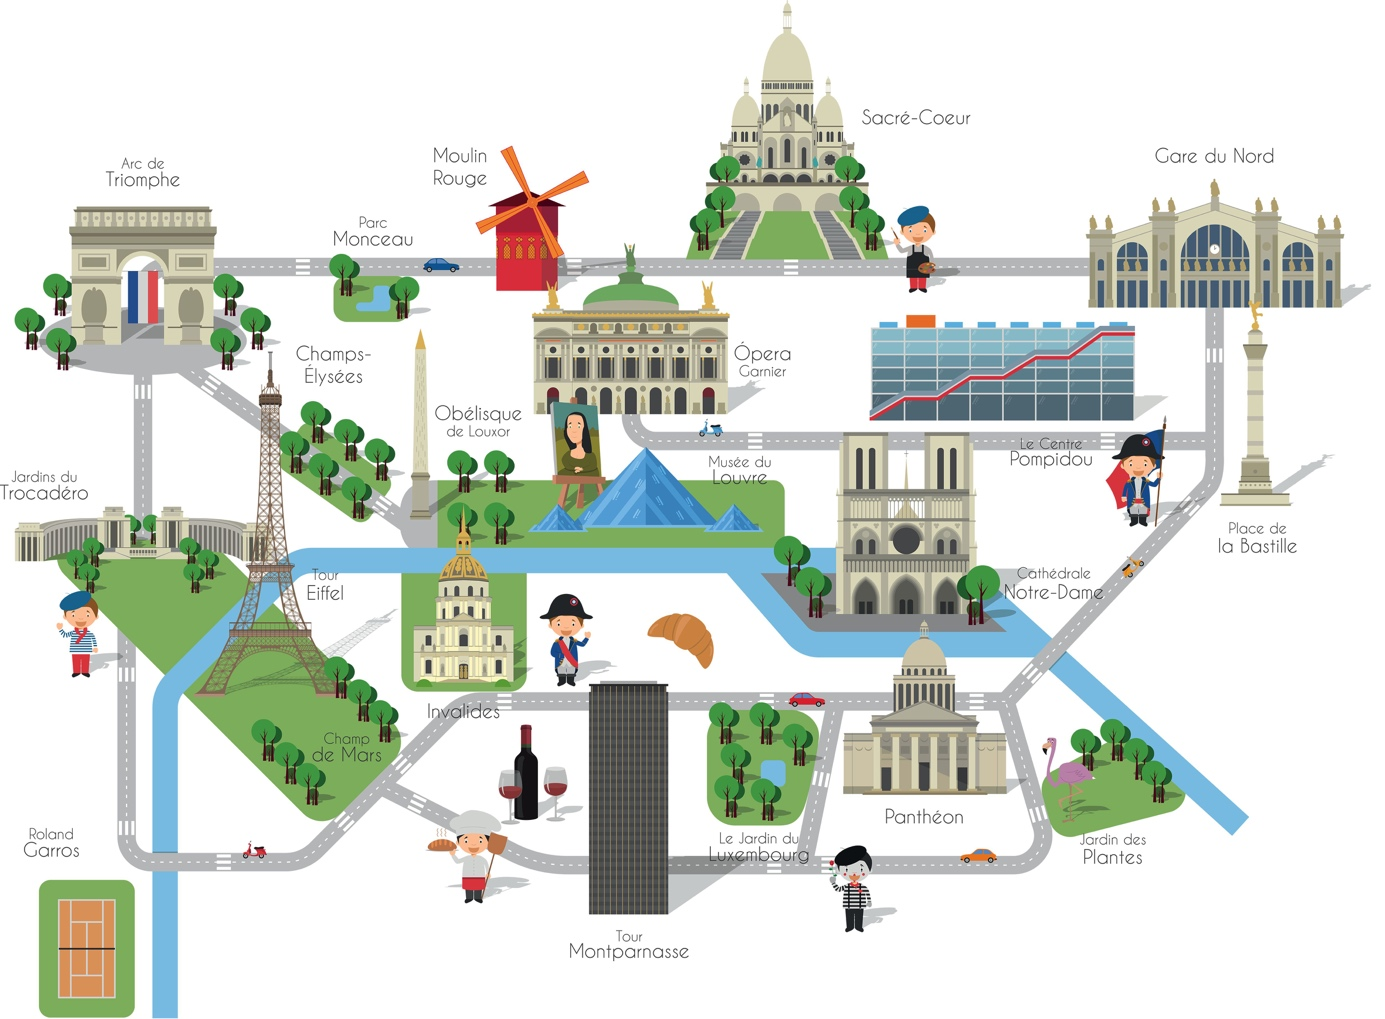 Sacré-Coeur
Moulin
Rouge
Gare du Nord
Arc de
Triomphe
Parc
Monceau
Champs-
Élysées
Ópera
Garnier
Obélisque
de Louxor
Le Centre
Pompidou
Musée du
Louvre
Jardins du
Trocadéro
Place de
la Bastille
Tour
Eiffel
Cathédrale
Notre-Dame
Invalides
Champ
de Mars
Panthéon
Roland
Garros
Le Jardin du
Luxembourg
Jardin des
Plantes
Tour
Montparnasse